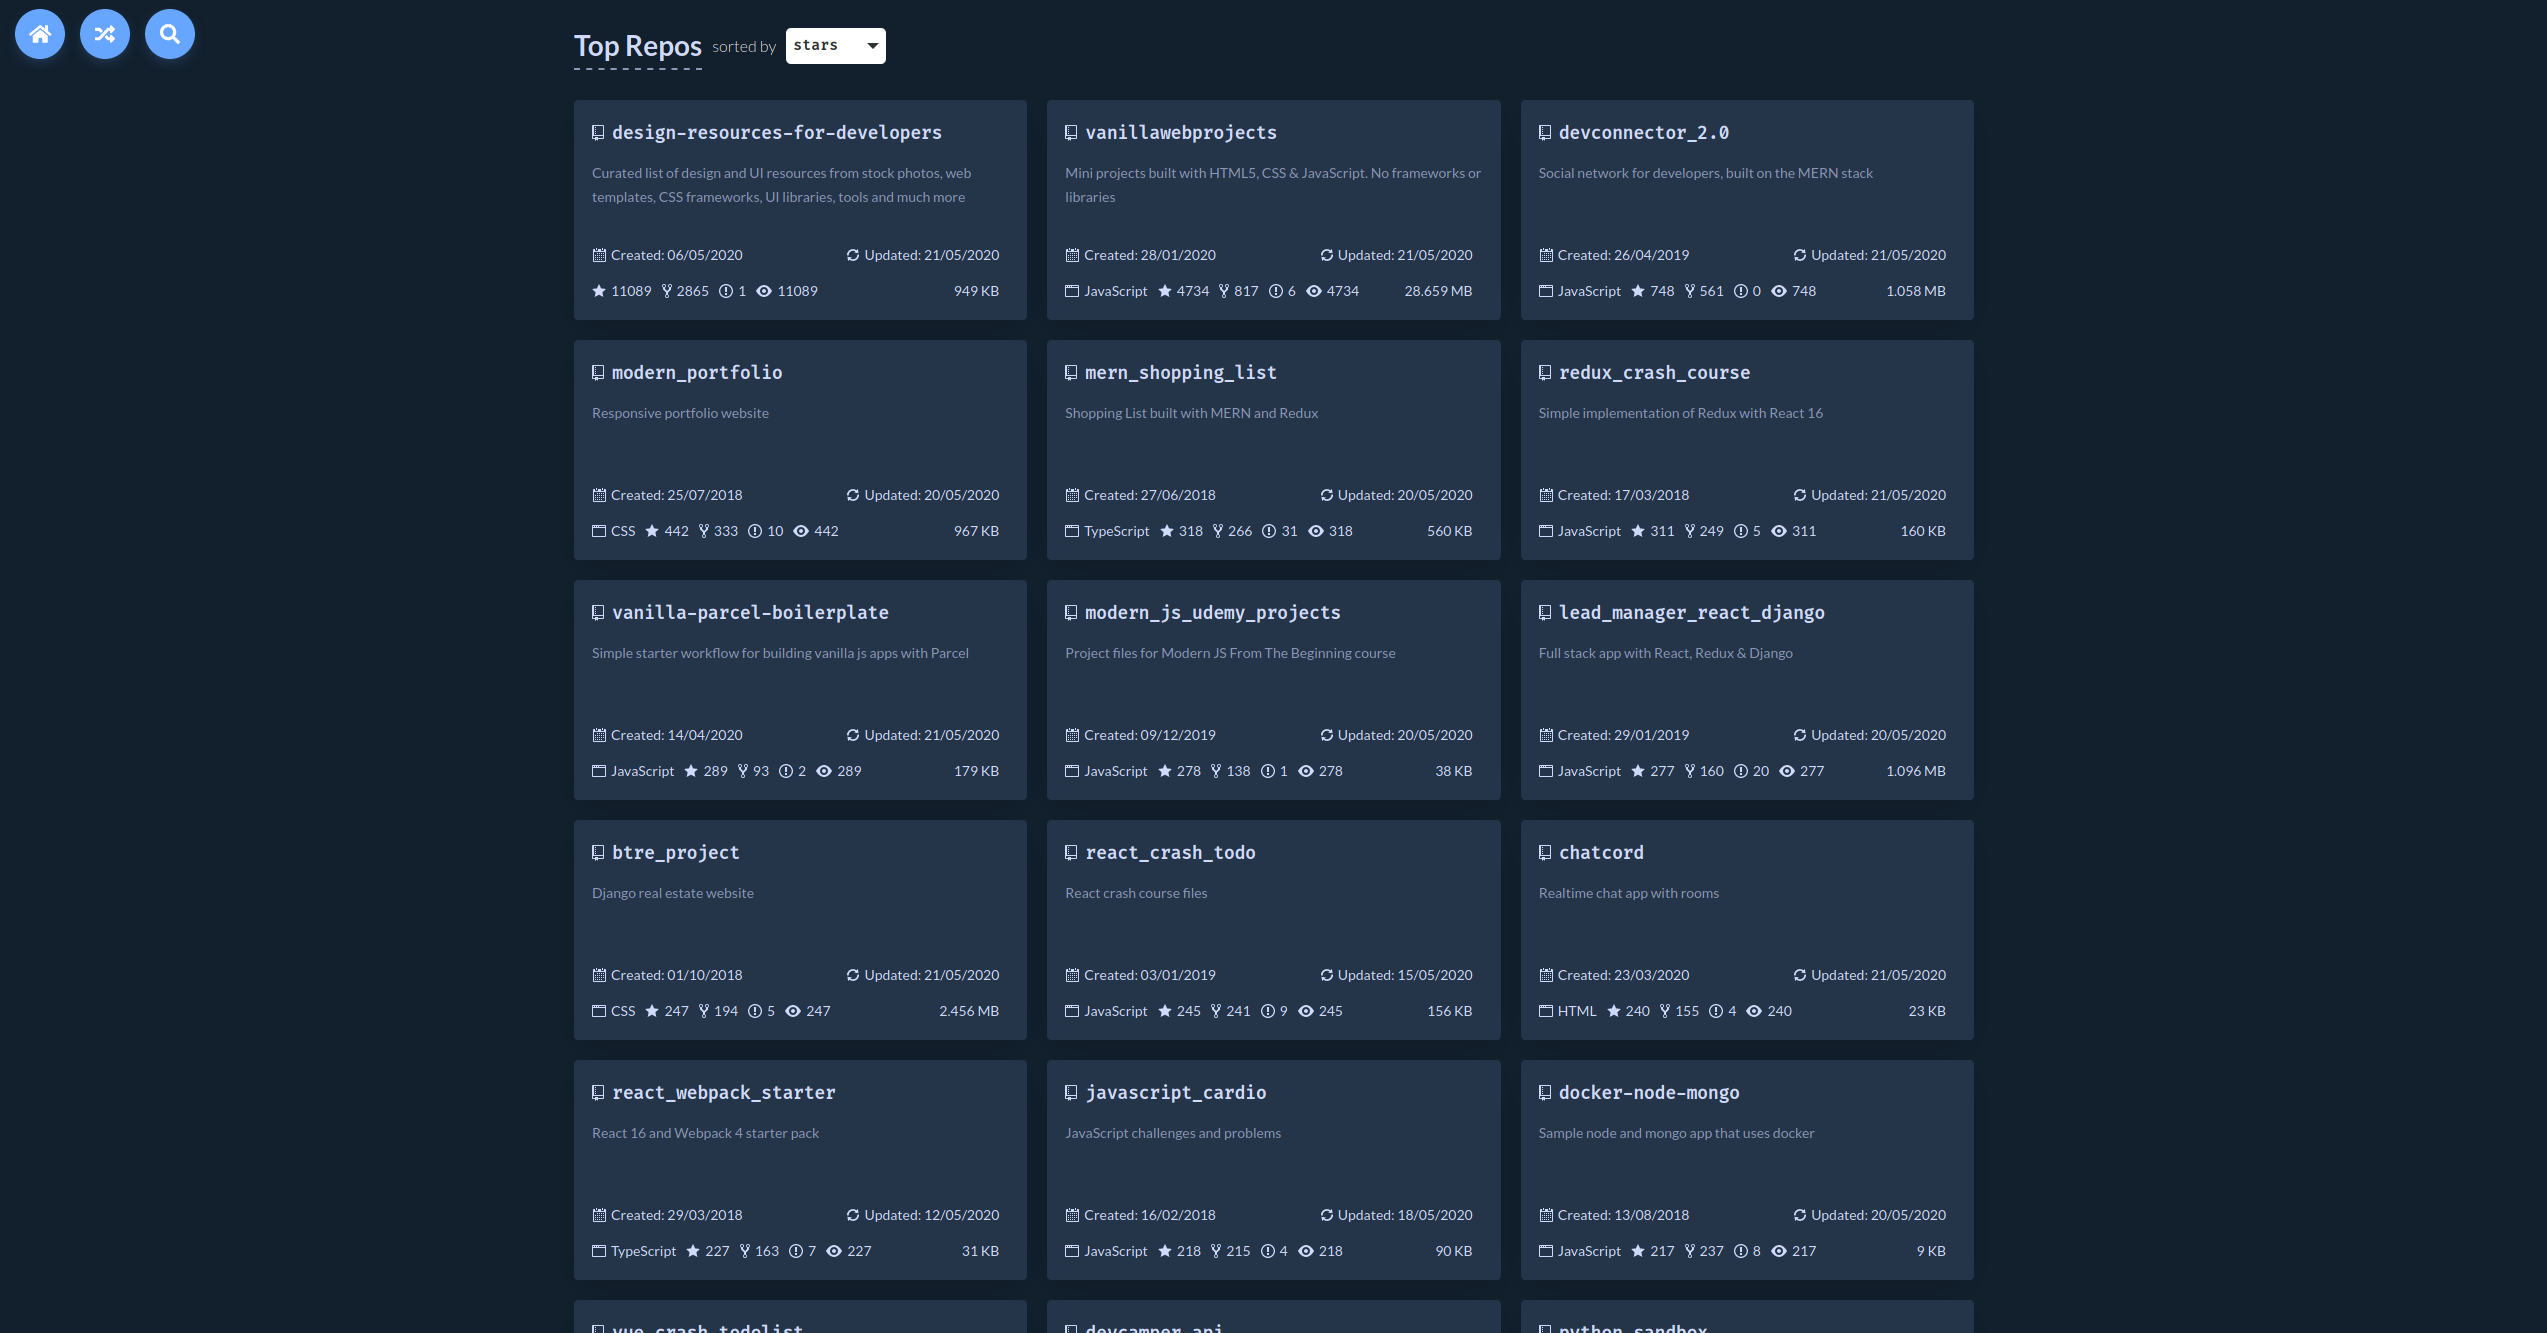 Top Repos sorted by stars
design-resources-for-developers
Curated list of design and UI resources from stock photos, web
templates, CSS frameworks, UI libraries, tools and much more
Created: 06/05/2020 Updated: 21/05/2020
11089 2865 1 11089 949 KB
vanillawebprojects
Mini projects built with HTML5, CSS & JavaScript. No frameworks or
libraries
Created: 28/01/2020 Updated: 21/05/2020
JavaScript 4734 817 6 4734 28.659 MB
devconnector_2.0
Social network for developers, built on the MERN stack
Created: 26/04/2019 Updated: 21/05/2020
JavaScript 748 561 0 748 1.058 MB
modern_portfolio
Responsive portfolio website
Created: 25/07/2018 Updated: 20/05/2020
CSS 442 333 10 442 967 KB
mern_shopping_list
Shopping List built with MERN and Redux
Created: 27/06/2018 Updated: 20/05/2020
TypeScript 318 266 31 318 560 KB
redux_crash_course
Simple implementation of Redux with React 16
Created: 17/03/2018 Updated: 21/05/2020
JavaScript 311 249 5 311 160 KB
vanilla-parcel-boilerplate
Simple starter workflow for building vanilla js apps with Parcel
Created: 14/04/2020 Updated: 21/05/2020
JavaScript 289 93 2 289 179 KB
modern_js_udemy_projects
Project files for Modern JS From The Beginning course
Created: 09/12/2019 Updated: 20/05/2020
JavaScript 278 138 1 278 38 KB
lead_manager_react_django
Full stack app with React, Redux & Django
Created: 29/01/2019 Updated: 20/05/2020
JavaScript 277 160 20 277 1.096 MB
btre_project
Django real estate website
Created: 01/10/2018 Updated: 21/05/2020
CSS 247 194 5 247 2.456 MB
react_crash_todo
React crash course files
Created: 03/01/2019 Updated: 15/05/2020
JavaScript 245 241 9 245 156 KB
chatcord
Realtime chat app with rooms
Created: 23/03/2020 Updated: 21/05/2020
HTML 240 155 4 240 23 KB
react_webpack_starter
React 16 and Webpack 4 starter pack
Created: 29/03/2018 Updated: 12/05/2020
TypeScript 227 163 7 227 31 KB
javascript_cardio
JavaScript challenges and problems
Created: 16/02/2018 Updated: 18/05/2020
JavaScript 218 215 4 218 90 KB
docker-node-mongo
Sample node and mongo app that uses docker
Created: 13/08/2018 Updated: 20/05/2020
JavaScript 217 237 8 217 9 KB
vue_crash_todolist
devcamper_api
python_sandbox